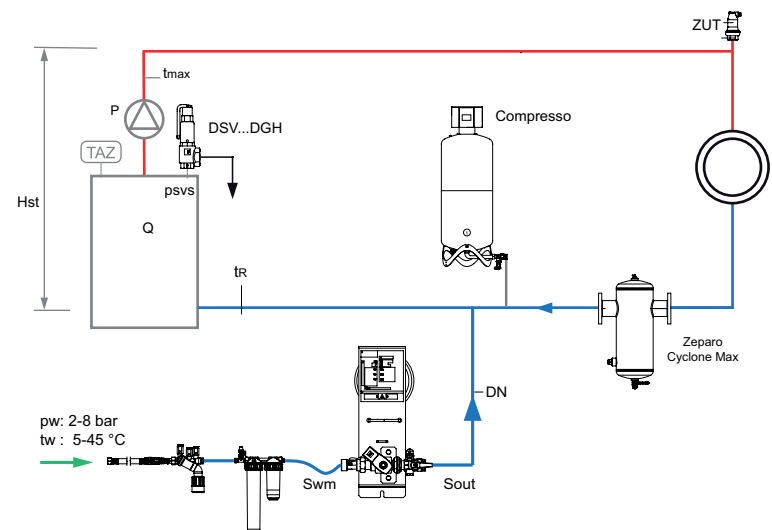 ZUT
tmax
P
DSV...DGH
Compresso
TAZ
psvs
Hst
Q
tR
Zeparo
Cyclone Max
DN
pw: 2-8 bar
tw : 5-45 °C
Swm
Sout